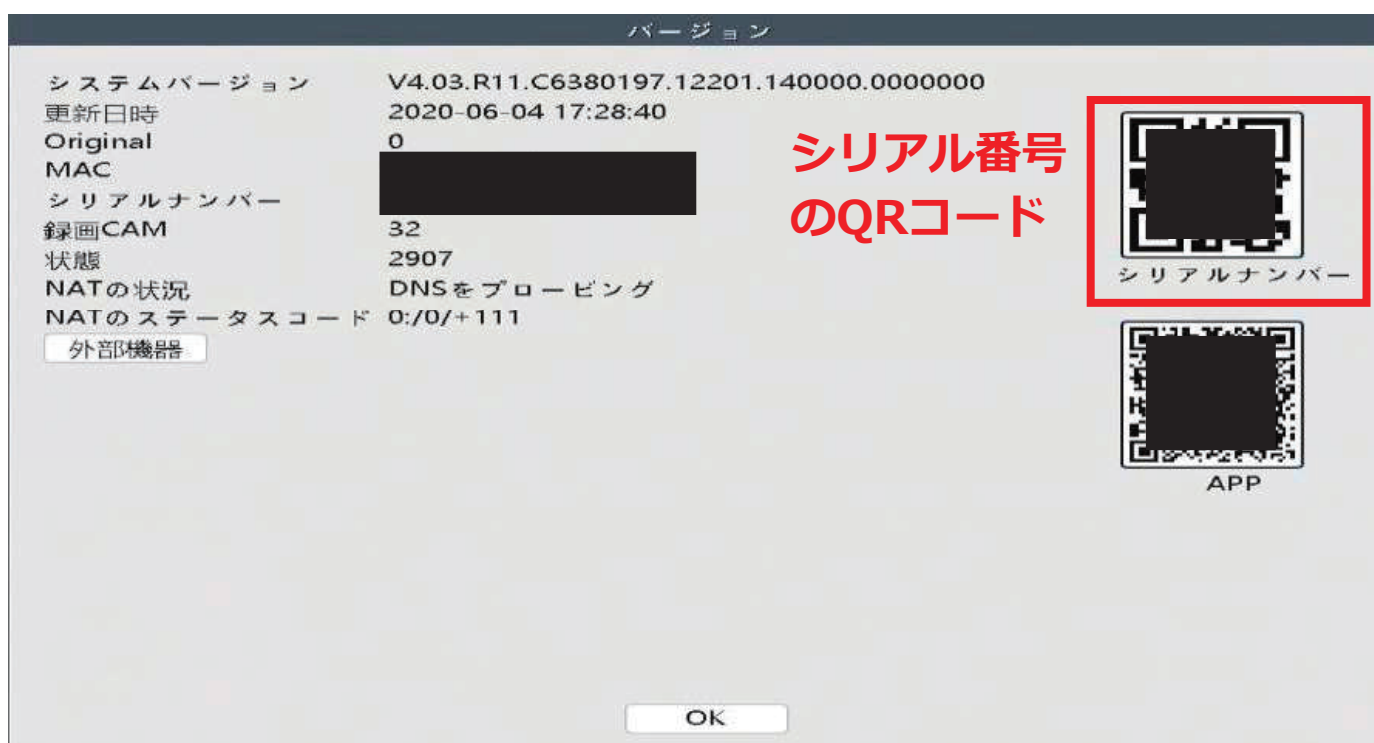 バージョン
システムバージョン V4.03.R11.C6380197.12201.140000.0000000
更新日時 2020-06-04 17:28:40
Original 0
MAC
シリアルナンバー
録画CAM 32
状態 2907
NATの状況 DNSをプロービング
NATのステータスコード 0:/0/+111
外部機器
シリアル番号
のQRコード
シリアルナンバー
APP
OK